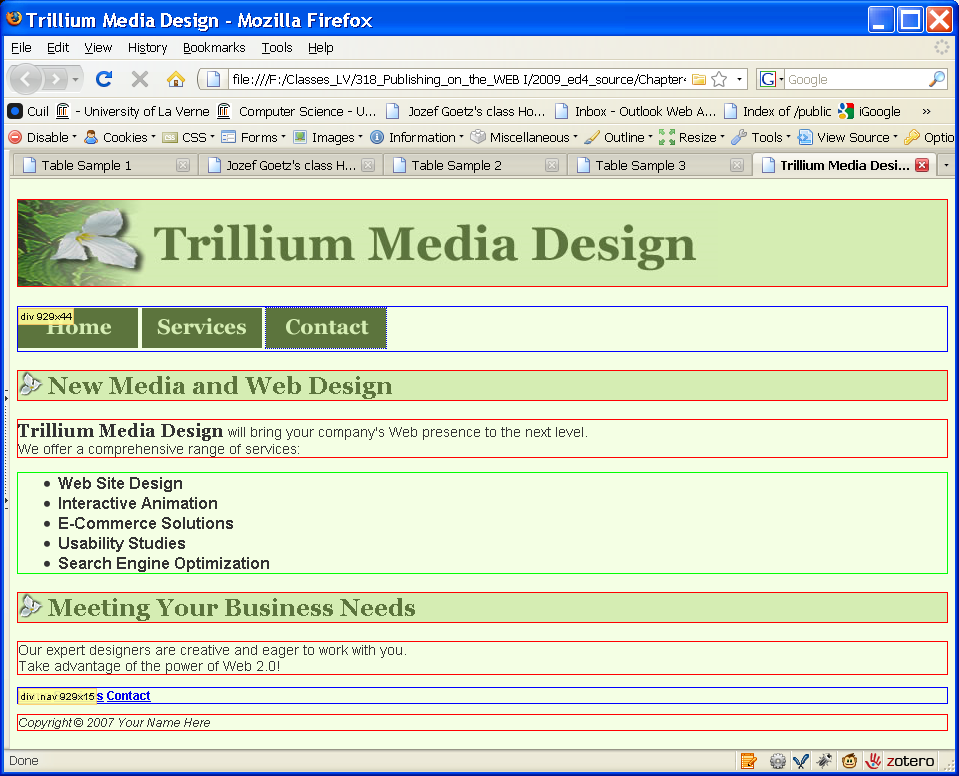 Trillium Media Design - Mozilla Firefox
File Edit View History Bookmarks Tools Help
file:///F:/Classes_LV/318_Publishing_on_the_WEB I/2009_ed4_source/Chapter G Google
Cuil - University of La Verne Computer Science - U... Jozef Goetz's class Ho... Inbox - Outlook Web A... Index of /public iGoogle »
Disable Cookies CSS Forms Images Information Miscellaneous Outline Resize Tools View Source Optio
Table Sample 1 Jozef Goetz's class H... Table Sample 2 Table Sample 3 Trillium Media Desi...
Trillium Media Design
div 929x44
Home Services Contact
New Media and Web Design
Trillium Media Design will bring your company's Web presence to the next level.
We offer a comprehensive range of services:
• Web Site Design
• Interactive Animation
• E-Commerce Solutions
• Usability Studies
• Search Engine Optimization
Meeting Your Business Needs
Our expert designers are creative and eager to work with you.
Take advantage of the power of Web 2.0!
div .nav 929x15 s Contact
Copyright © 2007 Your Name Here
Done zotero